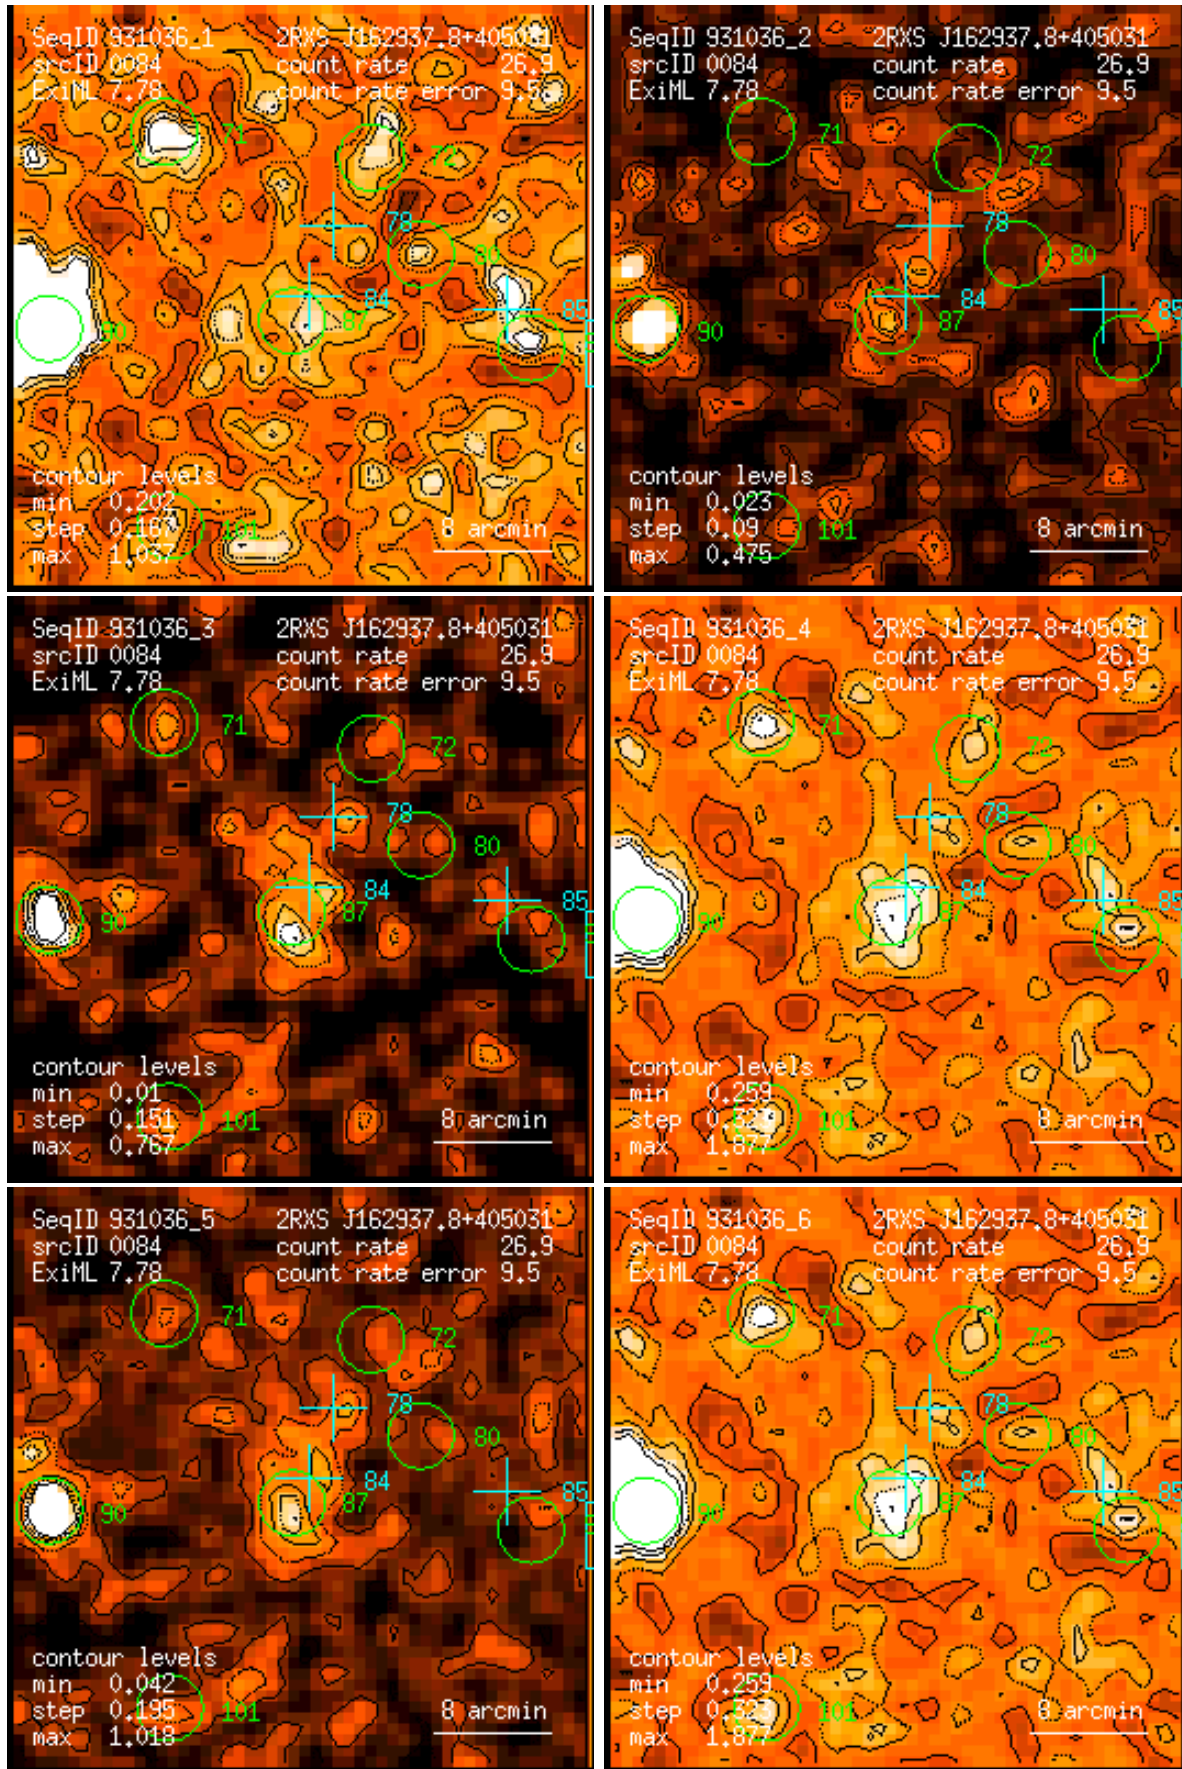 SeqID 931036_1 2RXS J162937.8+405031
srcID 0084 count rate 26.9
ExiML 7.78 count rate error 9.5
71
72
78
80
84
85
87
90
contour levels
min 0.202
step 0.167
max 1.037
101
8 arcmin
SeqID 931036_2 2RXS J162937.8+405031
srcID 0084 count rate 26.9
ExiML 7.78 count rate error 9.5
71
72
78
80
84
85
87
90
contour levels
min 0.023
step 0.09
max 0.475
101
8 arcmin
SeqID 931036_3 2RXS J162937.8+405031
srcID 0084 count rate 26.9
ExiML 7.78 count rate error 9.5
71
72
78
80
84
85
87
90
contour levels
min 0.01
step 0.151
max 0.767
101
8 arcmin
SeqID 931036_4 2RXS J162937.8+405031
srcID 0084 count rate 26.9
ExiML 7.78 count rate error 9.5
71
72
78
80
84
85
87
90
contour levels
min 0.259
step 0.523
max 1.877
101
8 arcmin
SeqID 931036_5 2RXS J162937.8+405031
srcID 0084 count rate 26.9
ExiML 7.78 count rate error 9.5
71
72
78
80
84
85
87
90
contour levels
min 0.042
step 0.195
max 1.018
101
8 arcmin
SeqID 931036_6 2RXS J162937.8+405031
srcID 0084 count rate 26.9
ExiML 7.78 count rate error 9.5
71
72
78
80
84
85
87
90
contour levels
min 0.259
step 0.523
max 1.877
101
8 arcmin